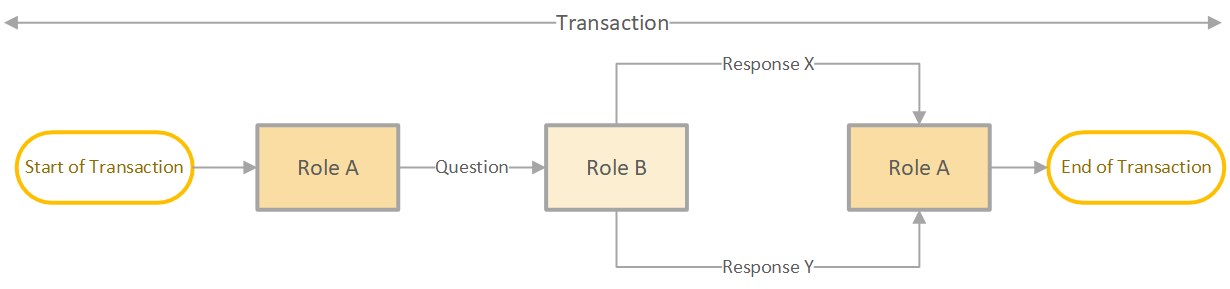 Transaction
Response X
Start of Transaction
Role A
Question
Role B
Role A
End of Transaction
Response Y